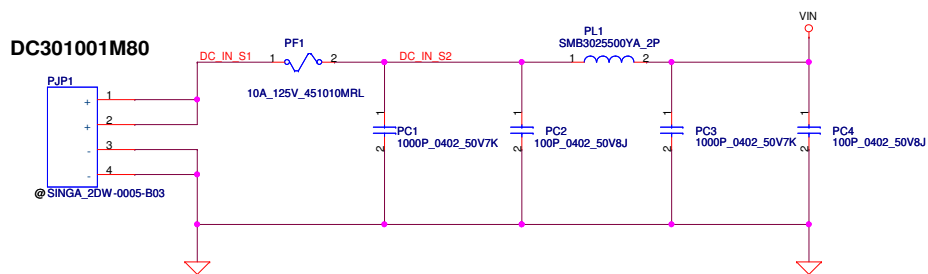 VIN
DC301001M80
PF1
PL1
SMB3025500YA_2P
DC_IN_S1
1
2
DC_IN_S2
1
2
PJP1
10A_125V_451010MRL
+
1
+
2
-
3
-
4
@SINGA_2DW-0005-B03
1
2
PC1
1000P_0402_50V7K
1
2
PC2
100P_0402_50V8J
1
2
PC3
1000P_0402_50V7K
1
2
PC4
100P_0402_50V8J